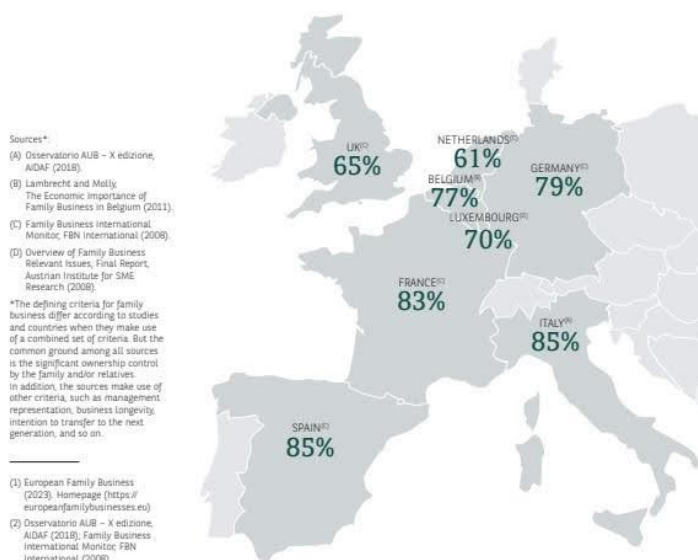 Sources*
(A) Osservatorio AUB – X edizione,
AIDAF (2018).
(B) Lambrecht and Molly,
The Economic Importance of
Family Business in Belgium (2011).
(C) Family Business International
Monitor, FBN International (2008).
(D) Overview of Family Business
Relevant Issues, Final Report,
Austrian Institute for SME
Research (2008).
*The defining criteria for family
business differ according to studies
and countries when they make use
of a combined set of criteria. But the
common ground among all sources
is the significant ownership control
by the family and/or relatives.
In addition, the sources make use of
other criteria, such as management
representation, business longevity,
intention to transfer to the next
generation, and so on.
(1) European Family Business
(2023). Homepage (https://
europeanfamilybusinesses.eu)
(2) Osservatorio AUB – X edizione,
AIDAF (2018); Family Business
International Monitor, FBN
International (2008)
UK(C)
65%
NETHERLANDS(C)
61%
BELGIUM(B)
77%
GERMANY(C)
79%
LUXEMBOURG(D)
70%
FRANCE(C)
83%
ITALY(A)
85%
SPAIN(C)
85%